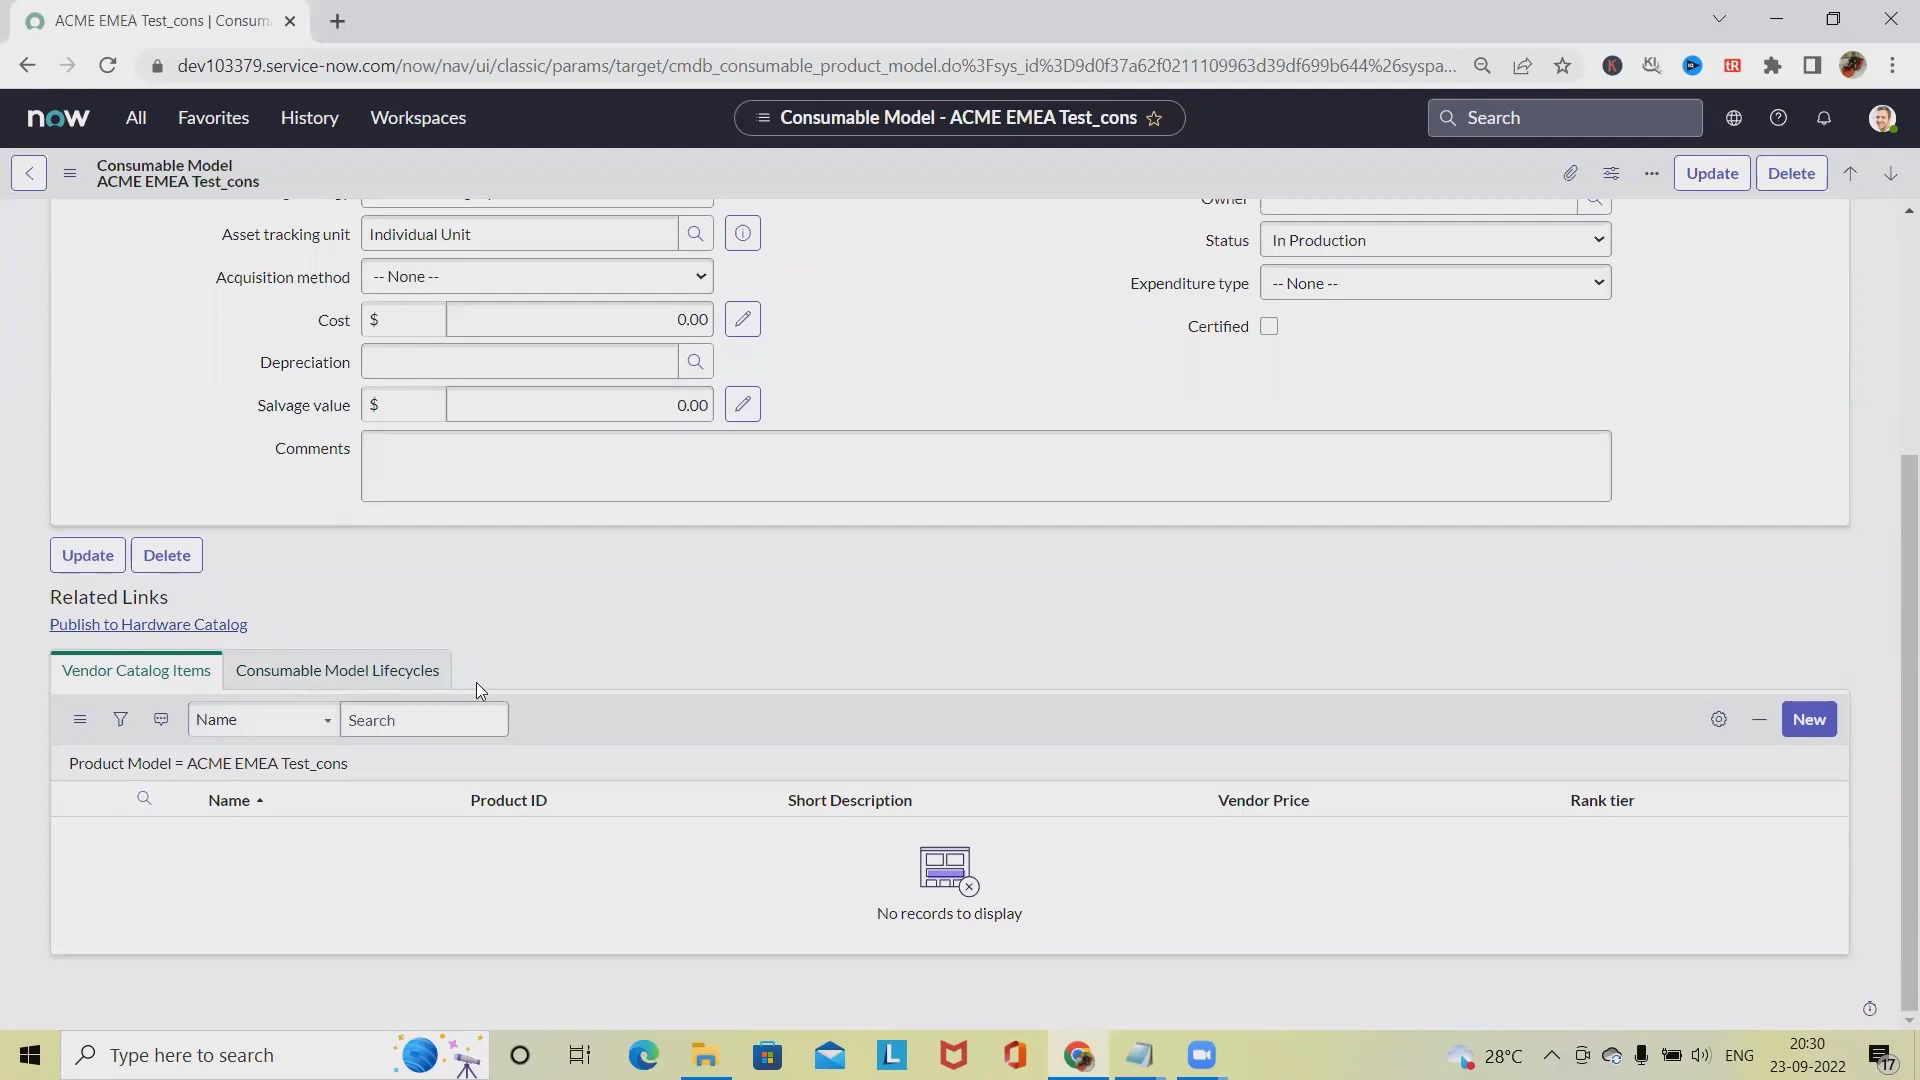 ACME EMEA Test_cons | Consum
dev103379.service-now.com/now/nav/ui/classic/params/target/cmdb_consumable_product_model.do%3Fsys_id%3D9d0f37a62f0211109963d39df699b644%26syspa...
now
All
Favorites
History
Workspaces
Consumable Model - ACME EMEA Test_cons
Search
Consumable Model
ACME EMEA Test_cons
Update
Delete
Owner
Asset tracking unit
Individual Unit
Status
In Production
Acquisition method
-- None --
Expenditure type
-- None --
Cost
$
0.00
Certified
Depreciation
Salvage value
$
0.00
Comments
Update
Delete
Related Links
Publish to Hardware Catalog
Vendor Catalog Items
Consumable Model Lifecycles
Name
Search
New
Product Model = ACME EMEA Test_cons
Name
Product ID
Short Description
Vendor Price
Rank tier
No records to display
Type here to search
28°C
ENG
20:30
23-09-2022
17